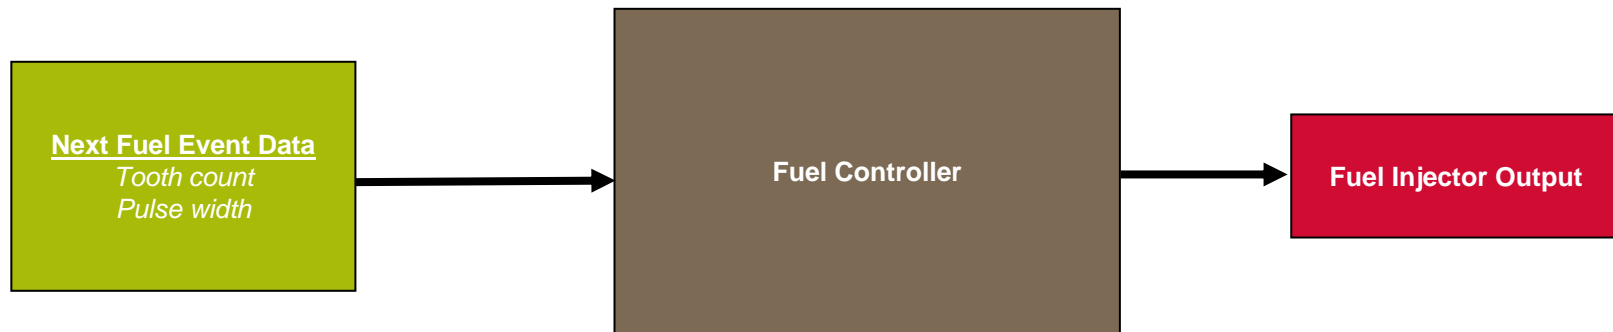 Next Fuel Event Data
Tooth count
Pulse width
Fuel Controller
Fuel Injector Output